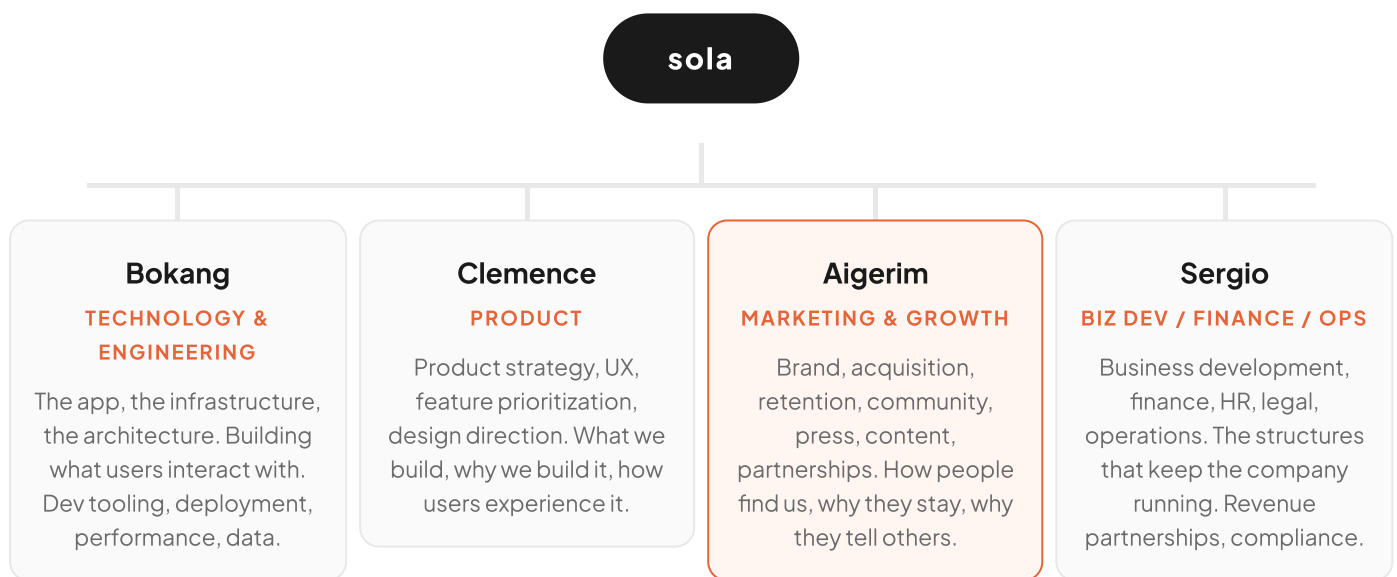 sola
Bokang
TECHNOLOGY &
ENGINEERING
The app, the infrastructure,
the architecture. Building
what users interact with.
Dev tooling, deployment,
performance, data.
Clemence
PRODUCT
Product strategy, UX,
feature prioritization,
design direction. What we
build, why we build it, how
users experience it.
Aigerim
MARKETING & GROWTH
Brand, acquisition,
retention, community,
press, content,
partnerships. How people
find us, why they stay, why
they tell others.
Sergio
BIZ DEV / FINANCE / OPS
Business development,
finance, HR, legal,
operations. The structures
that keep the company
running. Revenue
partnerships, compliance.